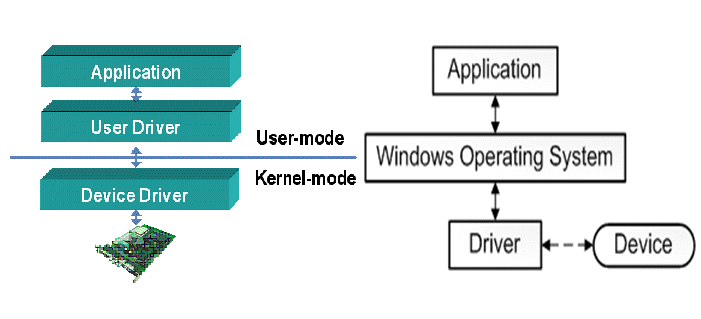 Application
User Driver
User-mode
Kernel-mode
Device Driver
Application
Windows Operating System
Driver
Device